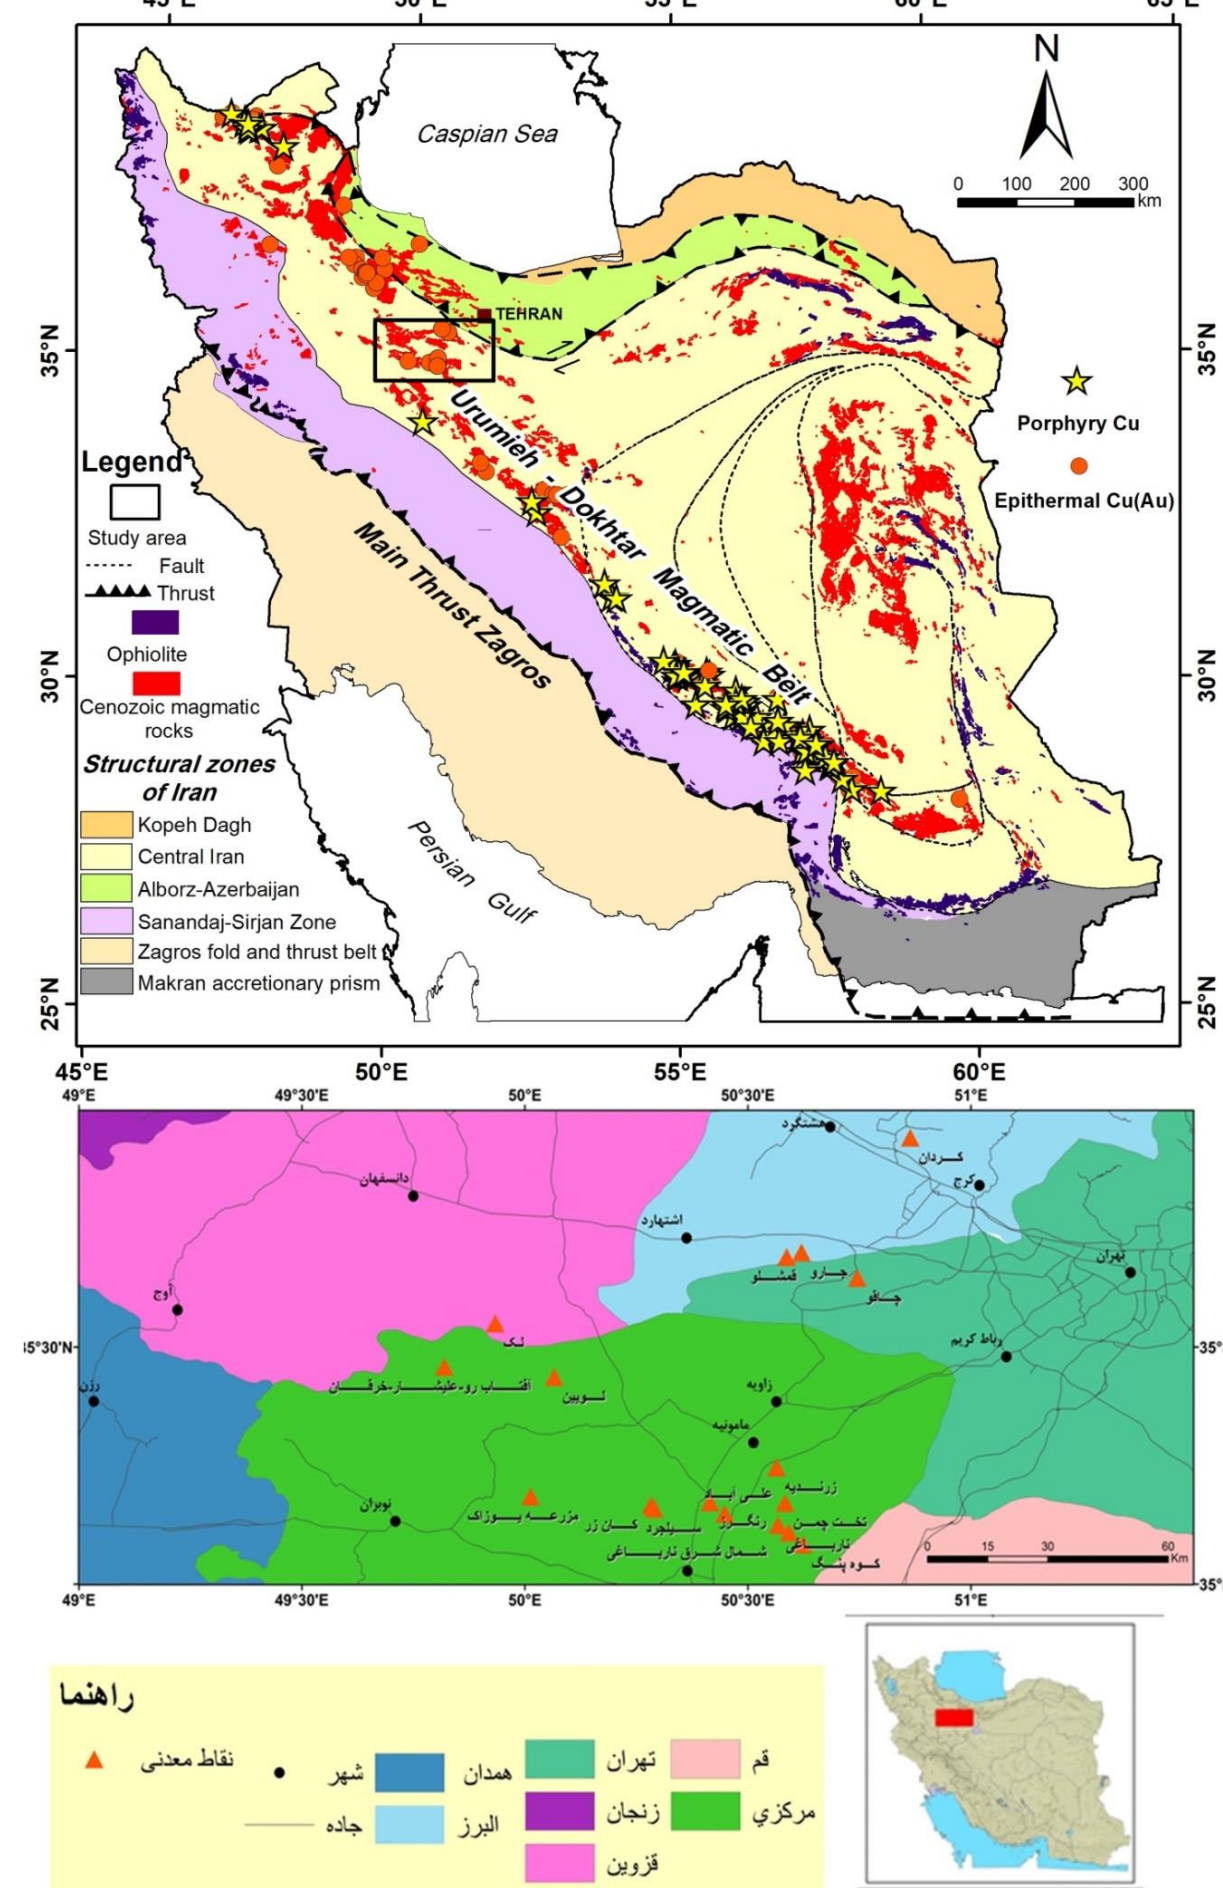 45°E 50°E 55°E 60°E 65°E
N
Caspian Sea
0 100 200 300
km
TEHRAN
35°N
35°N
Porphyry Cu
Epithermal Cu(Au)
Urumieh - Dokhtar Magmatic Belt
Main Thrust Zagros
Legend
Study area
Fault
Thrust
Ophiolite
Cenozoic magmatic
rocks
30°N
30°N
Structural zones
of Iran
Kopeh Dagh
Central Iran
Alborz-Azerbaijan
Sanandaj-Sirjan Zone
Zagros fold and thrust belt
Makran accretionary prism
Persian Gulf
25°N
25°N
45°E 50°E 55°E 60°E
49°E 49°30'E 50°E 50°30'E 51°E
هشتگرد
کردان
کرج
دانسفهان
اشتهارد
تهران
جارو
قمشلو
چاقو
آوج
لک
رباط کریم
35°30'N
35°
آفتاب رو-علیشار-خرقان
لوبین
رزن
زاویه
مامونیه
زرندیه
علی آباد
مزرعه یوزاک
نوبران
تخت چمن
رنگرز
سیلجرد
کان زر
نارباغی
شمال شرق نارباغی
کوه پنگ
0 15 30 60
Km
49°E 49°30'E 50°E 50°30'E 51°E
35°
راهنما
نقاط معدنی
شهر
همدان
تهران
قم
جاده
البرز
زنجان
مرکزي
قزوین